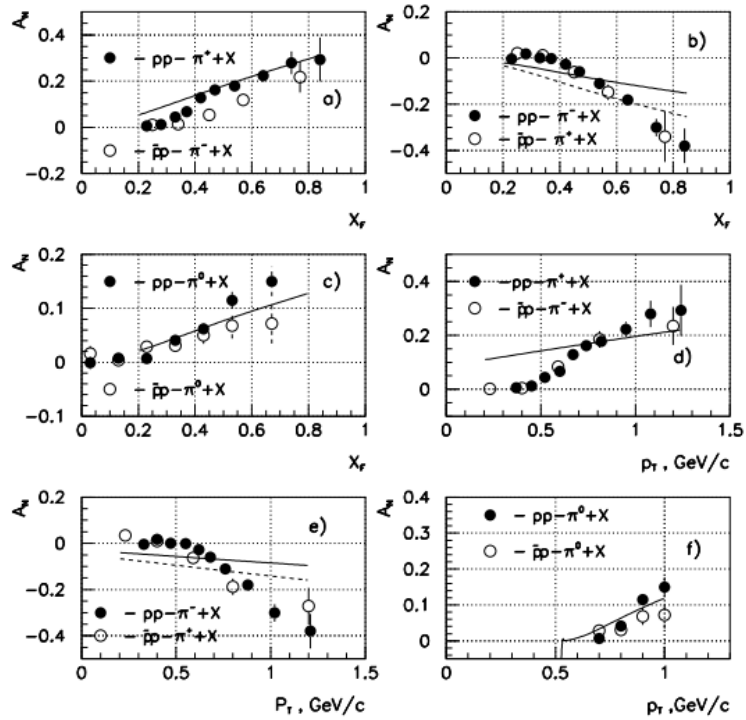 A_N
0.4
– pp–π⁺+X
0.2
a)
0
– p̄p–π⁻+X
-0.2
0 0.2 0.4 0.6 0.8 1
X_F
A_N
0.2
b)
0
– pp–π⁻+X
-0.2
– p̄p–π⁺+X
-0.4
0 0.2 0.4 0.6 0.8 1
X_F
A_N
0.2
– pp–π⁰+X
c)
0.1
0
– p̄p–π⁰+X
-0.1
0 0.2 0.4 0.6 0.8 1
X_F
A_N
0.4
–pp–π⁺+X
– p̄p–π⁻+X
0.2
d)
0
0 0.5 1 1.5
p_T , GeV/c
A_N
0.2
e)
0
-0.2
– pp–π⁻+X
– p̄p–π⁺+X
-0.4
0 0.5 1 1.5
P_T , GeV/c
A_N
0.4
– pp–π⁰+X
f)
0.3
– p̄p–π⁰+X
0.2
0.1
0
0 0.5 1
p_T , GeV/c